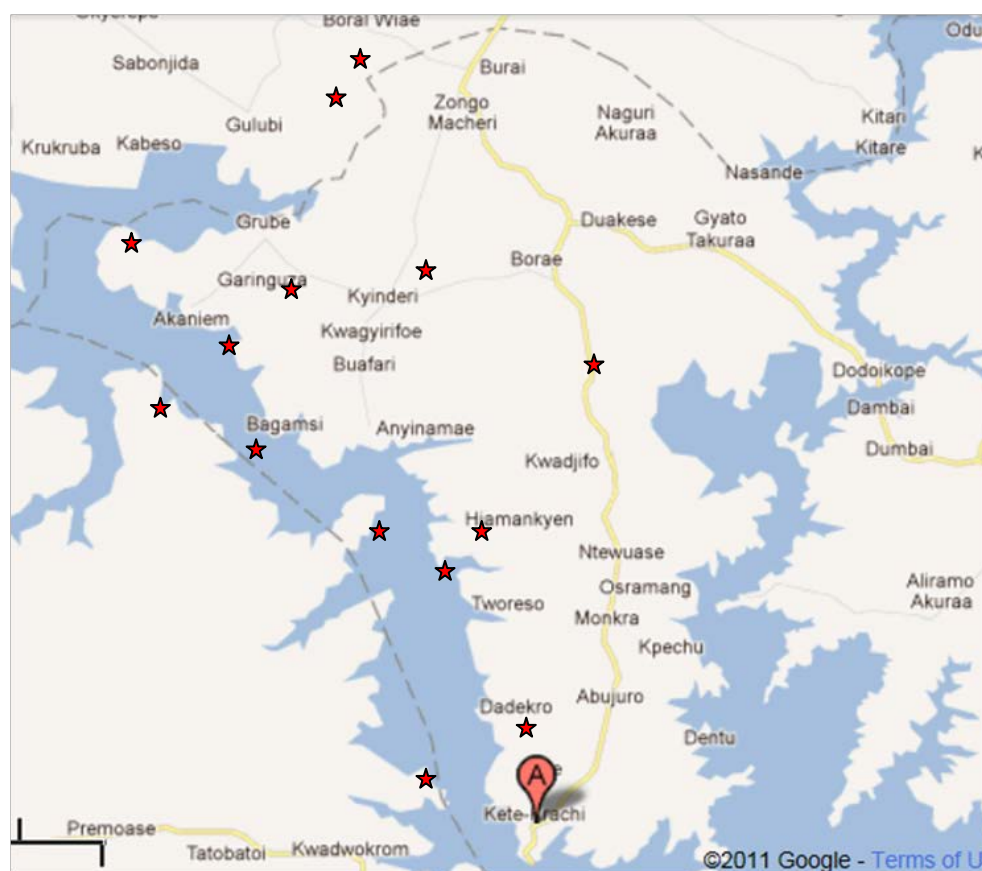 Boral Wiae
Odu
Sabonjida
Burai
Zongo
Macheri
Naguri
Akuraa
Kitari
Gulubi
Krukruba
Kabeso
Kitare
K
Nasande
Grube
Duakese
Gyato
Takuraa
Borae
Garinguza
Kyinderi
Akaniem
Kwagyirifoe
Buafari
Dodoikope
Dambai
Bagamsi
Anyinamae
Dumbai
Kwadjifo
Hiamankyen
Ntewuase
Osramang
Aliramo
Akuraa
Tworeso
Monkra
Kpechu
Abujuro
Dadekro
Dentu
A
e
Kete-Krachi
Premoase
Tatobatoi
Kwadwokrom
©2011 Google - Terms of U